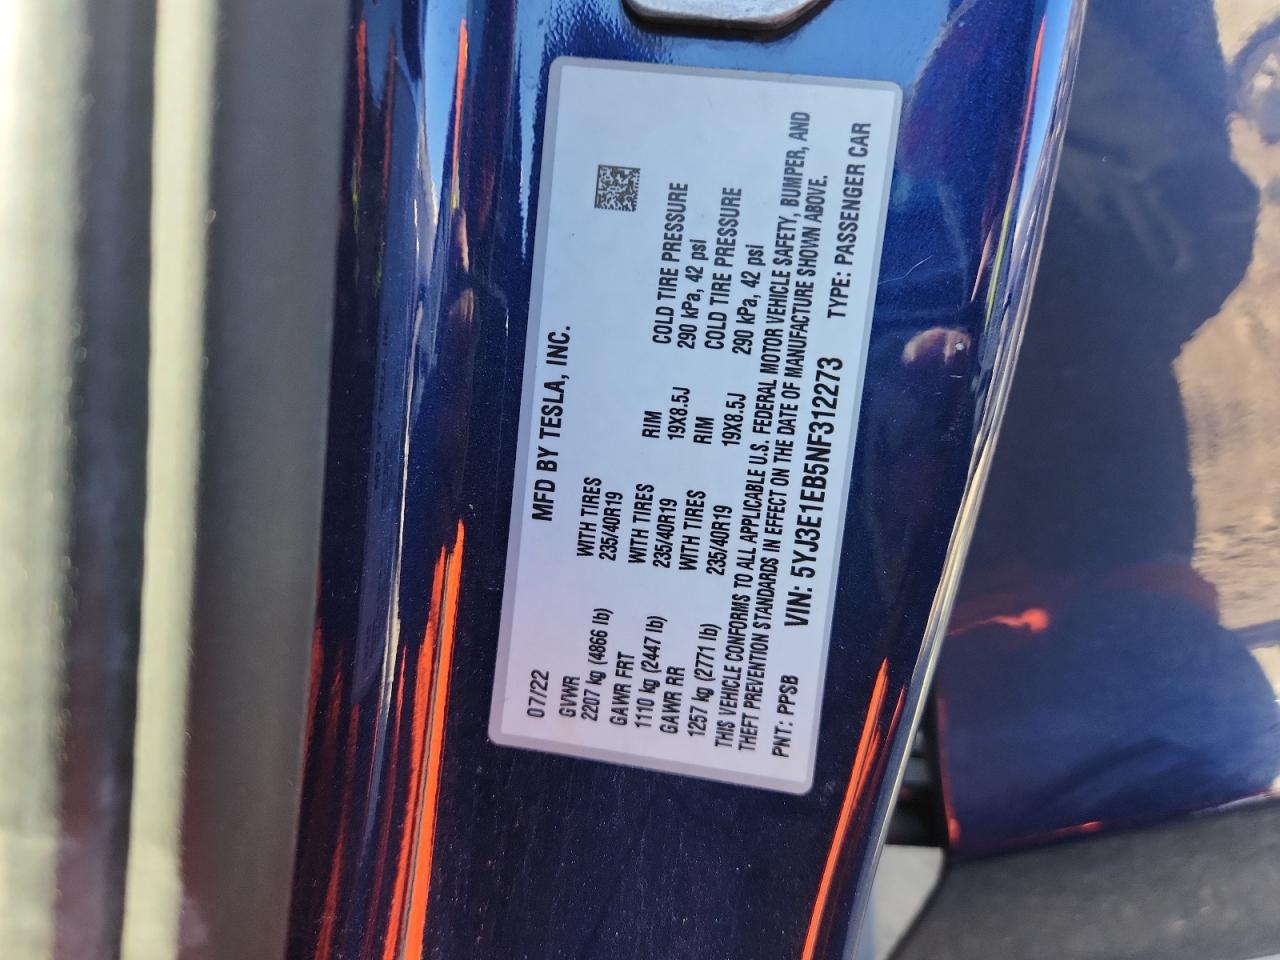 07/22 MFD BY TESLA, INC.
GVWR WITH TIRES
2207 kg (4866 lb) 235/40R19
GAWR FRT WITH TIRES RIM COLD TIRE PRESSURE
1110 kg (2447 lb) 235/40R19 19X8.5J 290 kPa, 42 psi
GAWR RR WITH TIRES RIM COLD TIRE PRESSURE
1257 kg (2771 lb) 235/40R19 19X8.5J 290 kPa, 42 psi
THIS VEHICLE CONFORMS TO ALL APPLICABLE U.S. FEDERAL MOTOR VEHICLE SAFETY, BUMPER, AND
THEFT PREVENTION STANDARDS IN EFFECT ON THE DATE OF MANUFACTURE SHOWN ABOVE.
PNT: PPSB VIN: 5YJ3E1EB5NF312273 TYPE: PASSENGER CAR